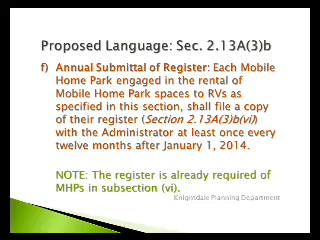 Proposed Language: Sec. 2.13A(3)b
f) Annual Submittal of Register: Each Mobile
Home Park engaged in the rental of
Mobile Home Park spaces to RVs as
specified in this section, shall file a copy
of their register (Section 2.13A(3)b(vi))
with the Administrator at least once every
twelve months after January 1, 2014.
NOTE: The register is already required of
MHPs in subsection (vi).
Knightdale Planning Department